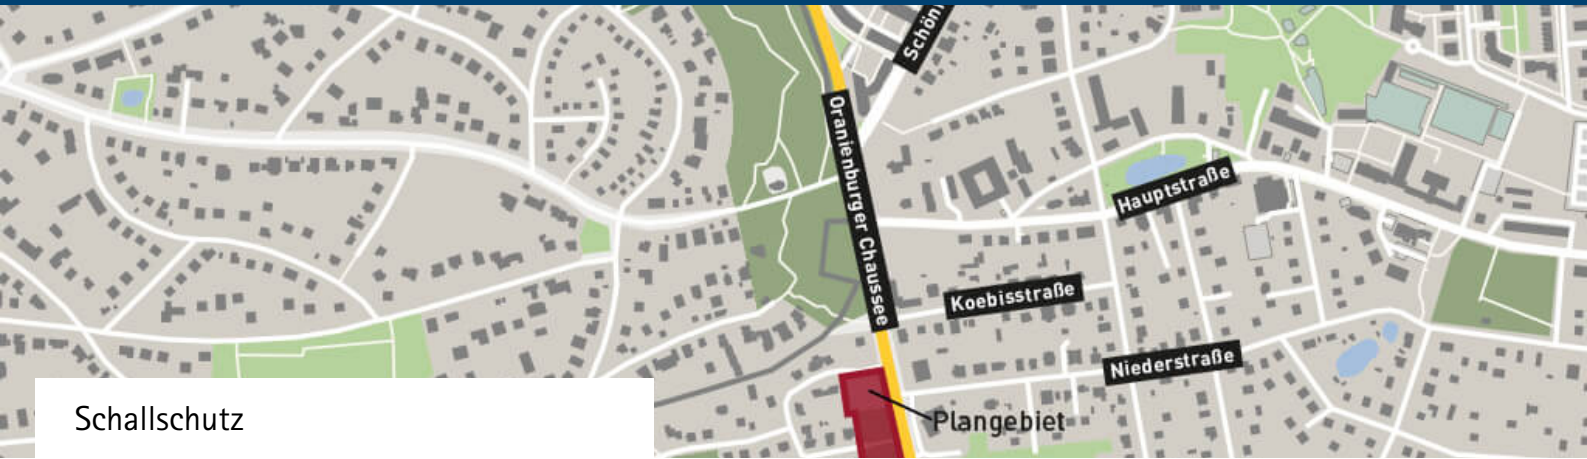 Oranienburger Chaussee
Hauptstraße
Koebisstraße
Niederstraße
Plangebiet
Schallschutz